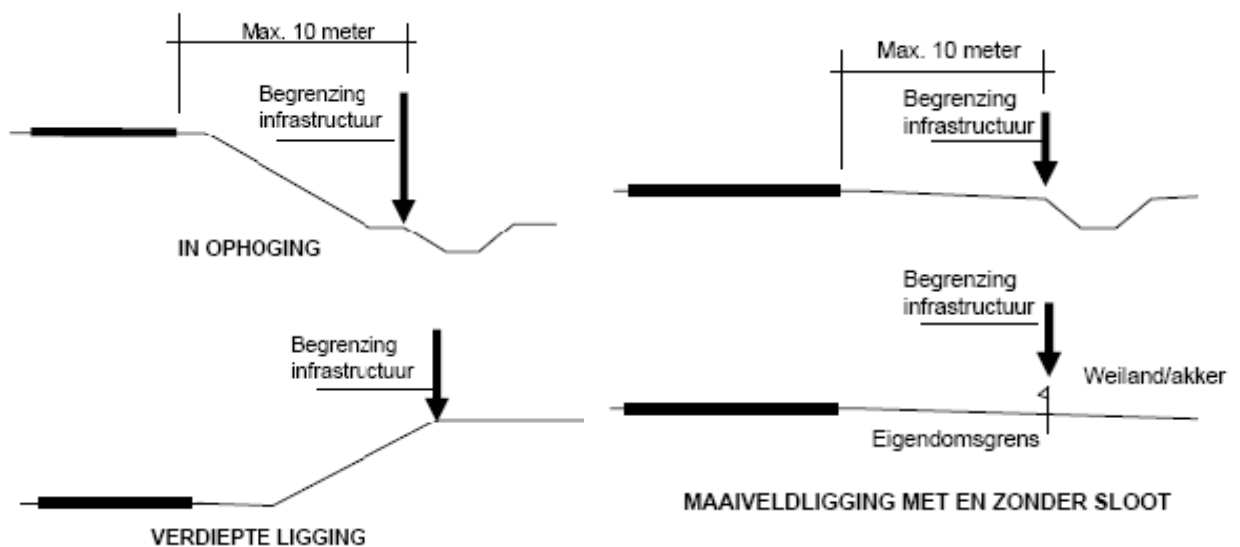 Max. 10 meter
Begrenzing
infrastructuur
IN OPHOGING
Begrenzing
infrastructuur
VERDIEPTE LIGGING
Max. 10 meter
Begrenzing
infrastructuur
Begrenzing
infrastructuur
Weiland/akker
Eigendomsgrens
MAAIVELDLIGGING MET EN ZONDER SLOOT